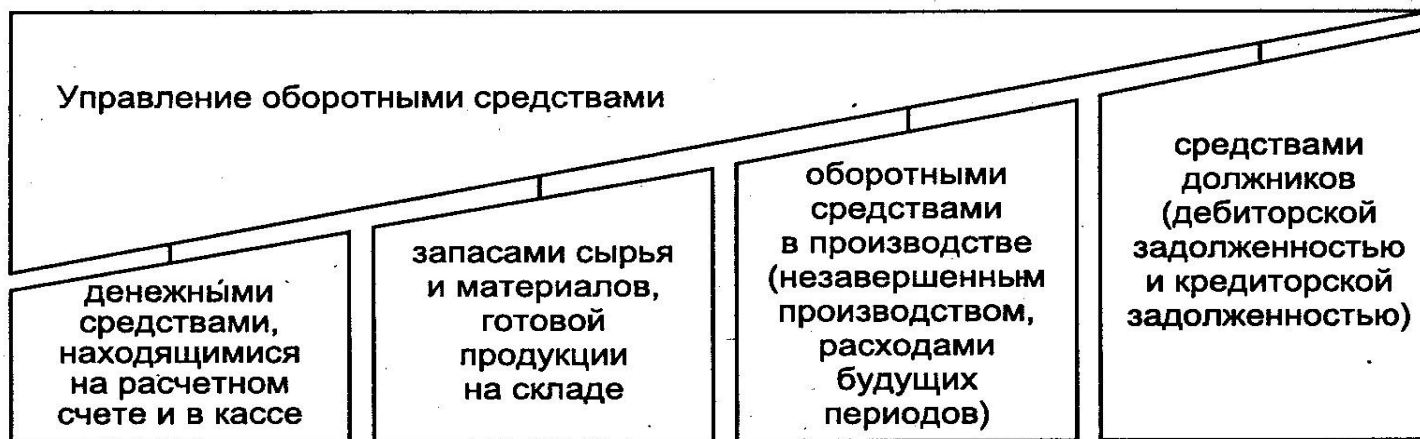 Управление оборотными средствами
денежными
средствами,
находящимися
на расчетном
счете и в кассе
запасами сырья
и материалов,
готовой
продукции
на складе
оборотными
средствами
в производстве
(незавершенным
производством,
расходами
будущих
периодов)
средствами
должников
(дебиторской
задолженностью
и кредиторской
задолженностью)